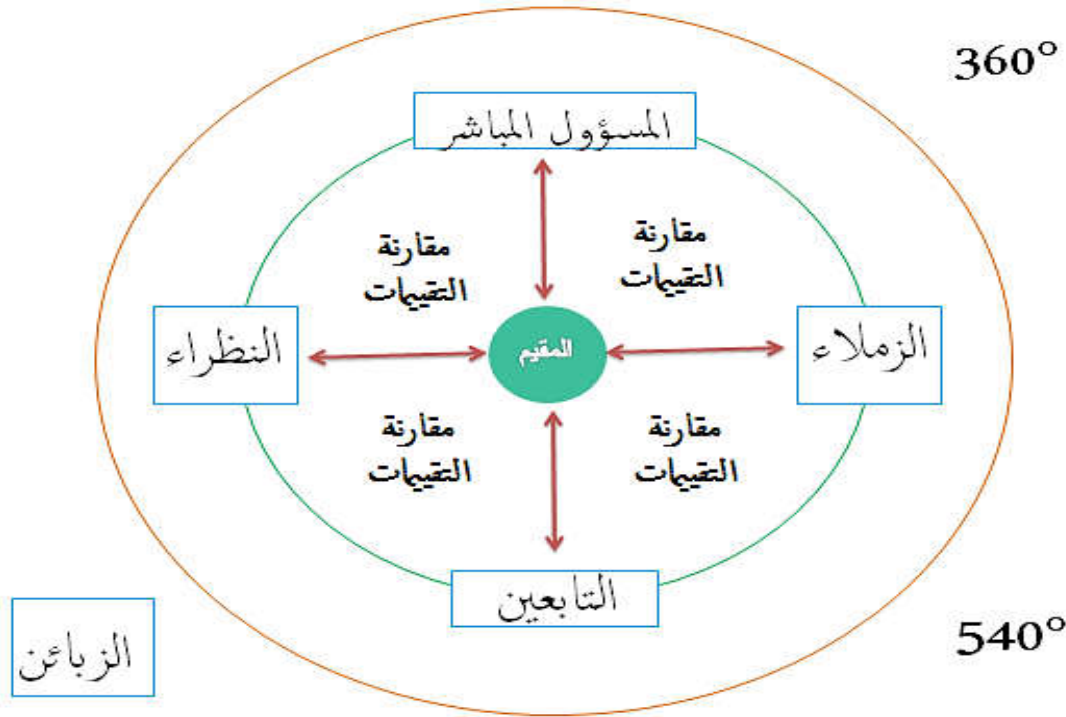 360°
المسؤول المباشر
مقارنة
التقييمات
مقارنة
التقييمات
الزملاء
المقيم
النظراء
مقارنة
التقييمات
مقارنة
التقييمات
التابعين
540°
الزبائن